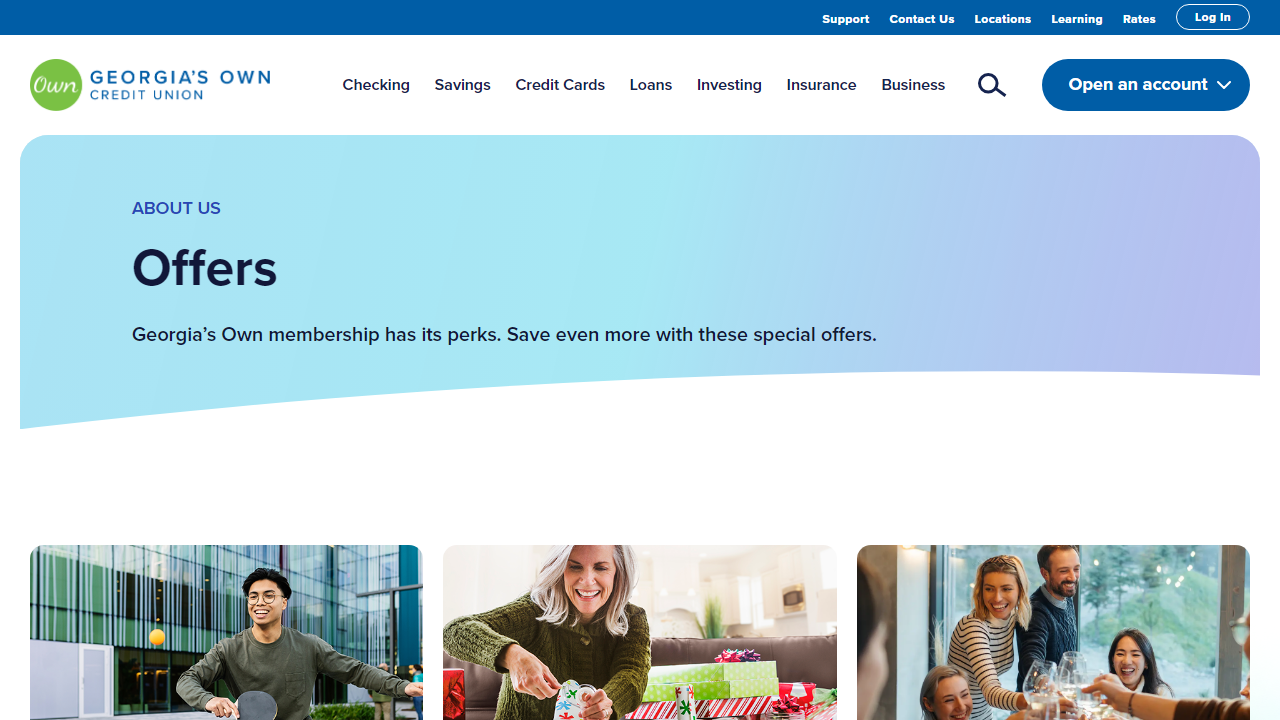 Support Contact Us Locations Learning Rates Log In
Own GEORGIA'S OWN
CREDIT UNION
Checking Savings Credit Cards Loans Investing Insurance Business Open an account
ABOUT US
Offers
Georgia’s Own membership has its perks. Save even more with these special offers.